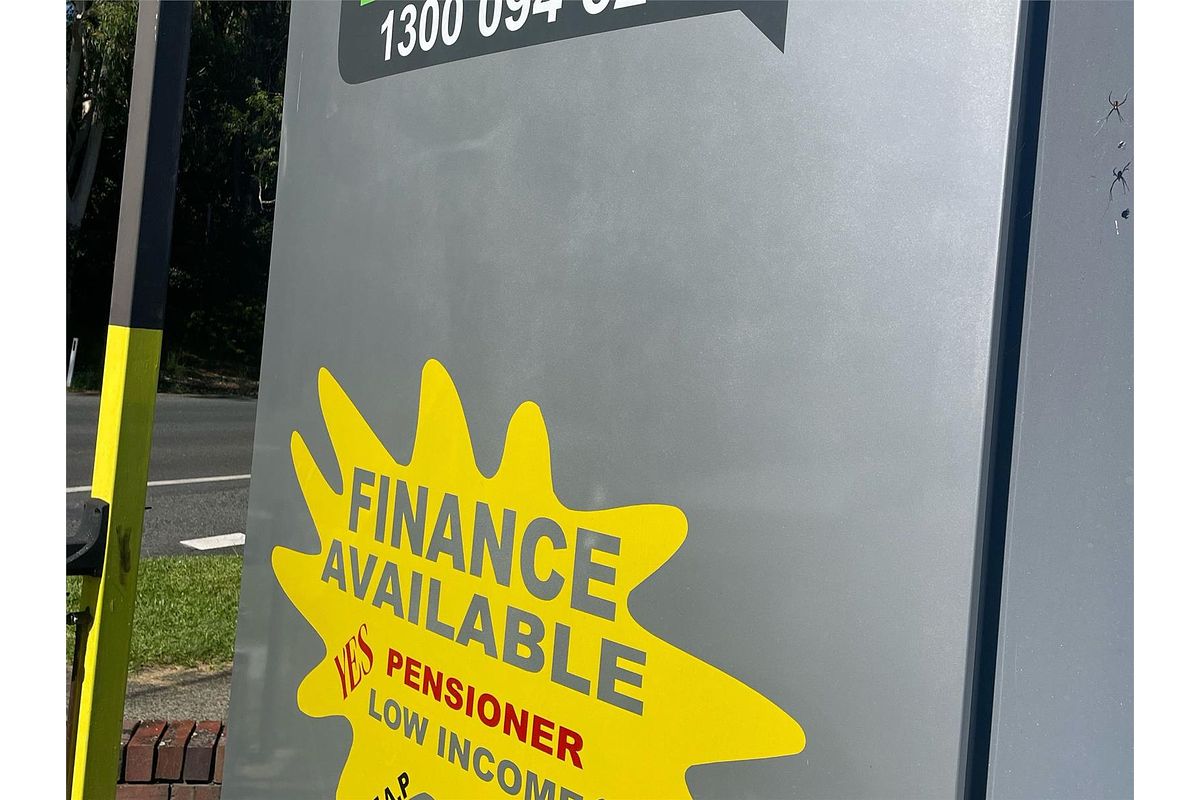 1300 094
FINANCE
AVAILABLE
YES PENSIONER
LOW INCOME